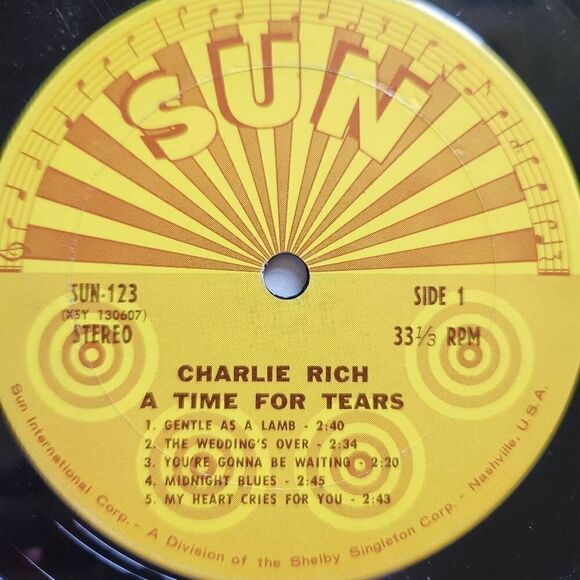 SUN
SUN-123
SIDE 1
(XSY 130607)
STEREO
33⅓ RPM
CHARLIE RICH
A TIME FOR TEARS
1. GENTLE AS A LAMB - 2:40
2. THE WEDDING'S OVER - 2:34
3. YOU'RE GONNA BE WAITING - 2:20
4. MIDNIGHT BLUES - 2:45
5. MY HEART CRIES FOR YOU - 2:43
Sun International Corp. - A Division of the Shelby Singleton Corp. - Nashville, U.S.A.